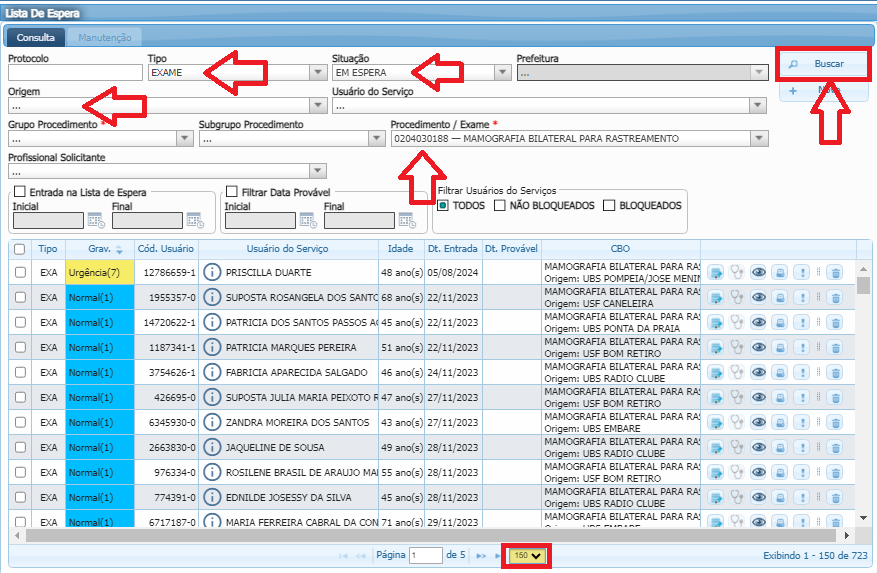 Lista De Espera
Consulta Manutenção
Protocolo Tipo Situação Prefeitura
EXAME EM ESPERA ...
Buscar
Origem Usuário do Serviço
... ...
Novo
Grupo Procedimento * Subgrupo Procedimento Procedimento / Exame *
... ... 0204030188 — MAMOGRAFIA BILATERAL PARA RASTREAMENTO
Profissional Solicitante
...
Entrada na Lista de Espera Filtrar Data Provável Filtrar Usuários do Serviços
Inicial Final Inicial Final TODOS NÃO BLOQUEADOS BLOQUEADOS
Tipo Grav. Cód. Usuário Usuário do Serviço Idade Dt. Entrada Dt. Provável CBO
EXA Urgência(7) 12786659-1 PRISCILLA DUARTE 48 ano(s) 05/08/2024 MAMOGRAFIA BILATERAL PARA RAS
Origem: UBS POMPEIA/JOSE MENIN
EXA Normal(1) 1955357-0 SUPOSTA ROSANGELA DOS SANTO 68 ano(s) 22/11/2023 MAMOGRAFIA BILATERAL PARA RAS
Origem: USF CANELEIRA
EXA Normal(1) 14720622-1 PATRICIA DOS SANTOS PASSOS AG 45 ano(s) 22/11/2023 MAMOGRAFIA BILATERAL PARA RAS
Origem: UBS PONTA DA PRAIA
EXA Normal(1) 1187341-1 PATRICIA MARQUES PEREIRA 51 ano(s) 22/11/2023 MAMOGRAFIA BILATERAL PARA RAS
Origem: USF BOM RETIRO
EXA Normal(1) 3754626-1 FABRICIA APARECIDA SALGADO 46 ano(s) 24/11/2023 MAMOGRAFIA BILATERAL PARA RAS
Origem: UBS RADIO CLUBE
EXA Normal(1) 426695-0 SUPOSTA JULIA MARIA PEIXOTO R 47 ano(s) 27/11/2023 MAMOGRAFIA BILATERAL PARA RAS
Origem: USF BOM RETIRO
EXA Normal(1) 6345930-0 ZANDRA MOREIRA DOS SANTOS 43 ano(s) 27/11/2023 MAMOGRAFIA BILATERAL PARA RAS
Origem: UBS EMBARE
EXA Normal(1) 2663830-0 JAQUELINE DE SOUSA 49 ano(s) 28/11/2023 MAMOGRAFIA BILATERAL PARA RAS
Origem: UBS RADIO CLUBE
EXA Normal(1) 976334-0 ROSILENE BRASIL DE ARAUJO MAI 55 ano(s) 28/11/2023 MAMOGRAFIA BILATERAL PARA RAS
Origem: USF BOM RETIRO
EXA Normal(1) 774391-0 EDNILDE JOSESSY DA SILVA 45 ano(s) 28/11/2023 MAMOGRAFIA BILATERAL PARA RAS
Origem: UBS RADIO CLUBE
EXA Normal(1) 6717187-0 MARIA FERREIRA CABRAL DA CON 71 ano(s) 29/11/2023 MAMOGRAFIA BILATERAL PARA RAS
Origem: UBS EMBARE
Página 1 de 5 150 Exibindo 1 - 150 de 723